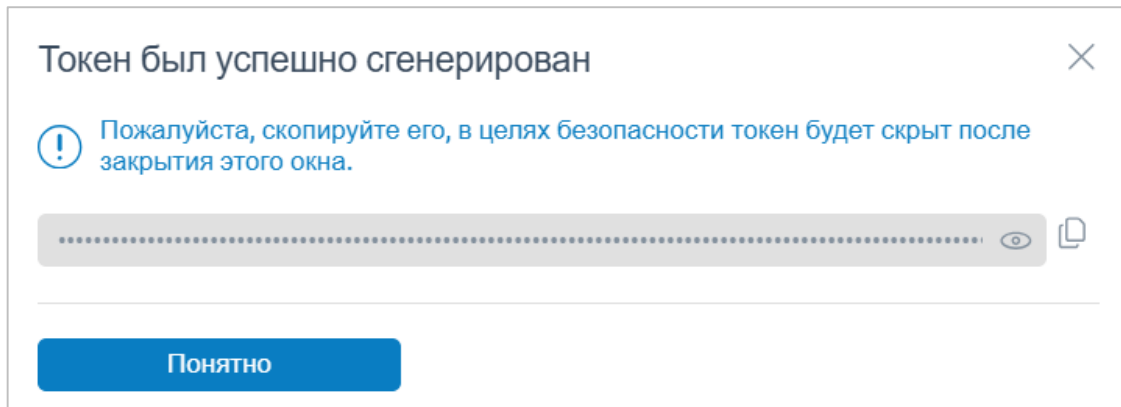 Токен был успешно сгенерирован
Пожалуйста, скопируйте его, в целях безопасности токен будет скрыт после
закрытия этого окна.
Понятно